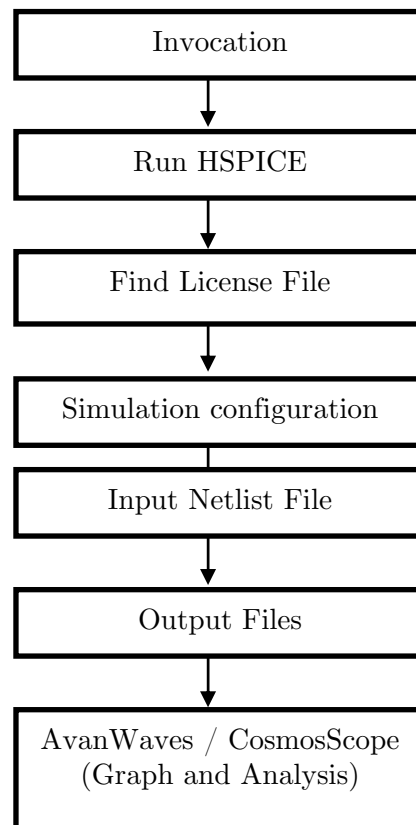 Invocation
Run HSPICE
Find License File
Simulation configuration
Input Netlist File
Output Files
AvanWaves / CosmosScope
(Graph and Analysis)